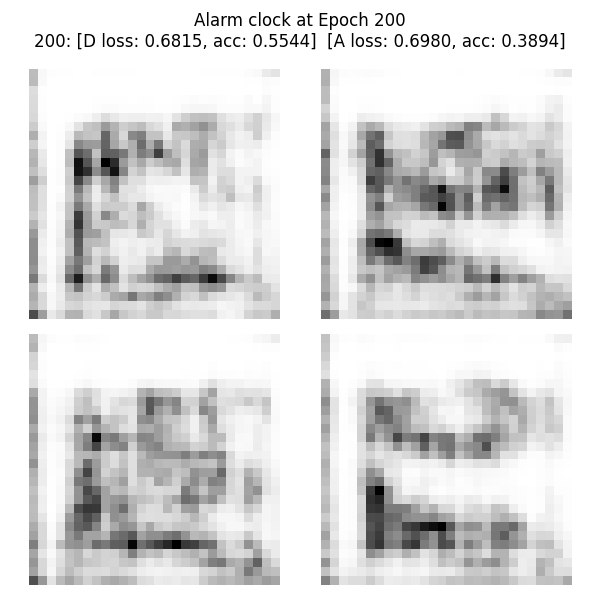 Alarm clock at Epoch 200
200: [D loss: 0.6815, acc: 0.5544]  [A loss: 0.6980, acc: 0.3894]